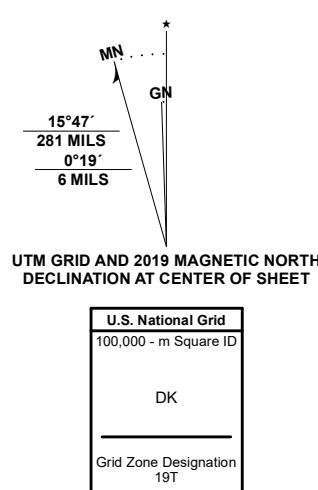 ★
MN
GN
15°47´
281 MILS
0°19´
6 MILS
UTM GRID AND 2019 MAGNETIC NORTH
DECLINATION AT CENTER OF SHEET
U.S. National Grid
100,000 - m Square ID
DK
Grid Zone Designation
19T